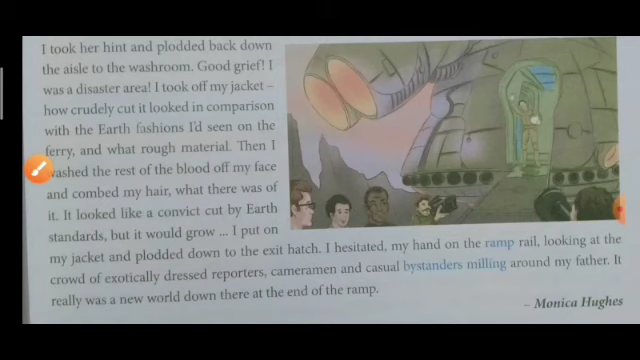 I took her hint and plodded back down
the aisle to the washroom. Good grief! I
was a disaster area! I took off my jacket –
how crudely cut it looked in comparison
with the Earth fashions I'd seen on the
ferry, and what rough material. Then I
washed the rest of the blood off my face
and combed my hair, what there was of
it. It looked like a convict cut by Earth
standards, but it would grow ... I put on
my jacket and plodded down to the exit hatch. I hesitated, my hand on the ramp rail, looking at the
crowd of exotically dressed reporters, cameramen and casual bystanders milling around my father. It
really was a new world down there at the end of the ramp.
– Monica Hughes